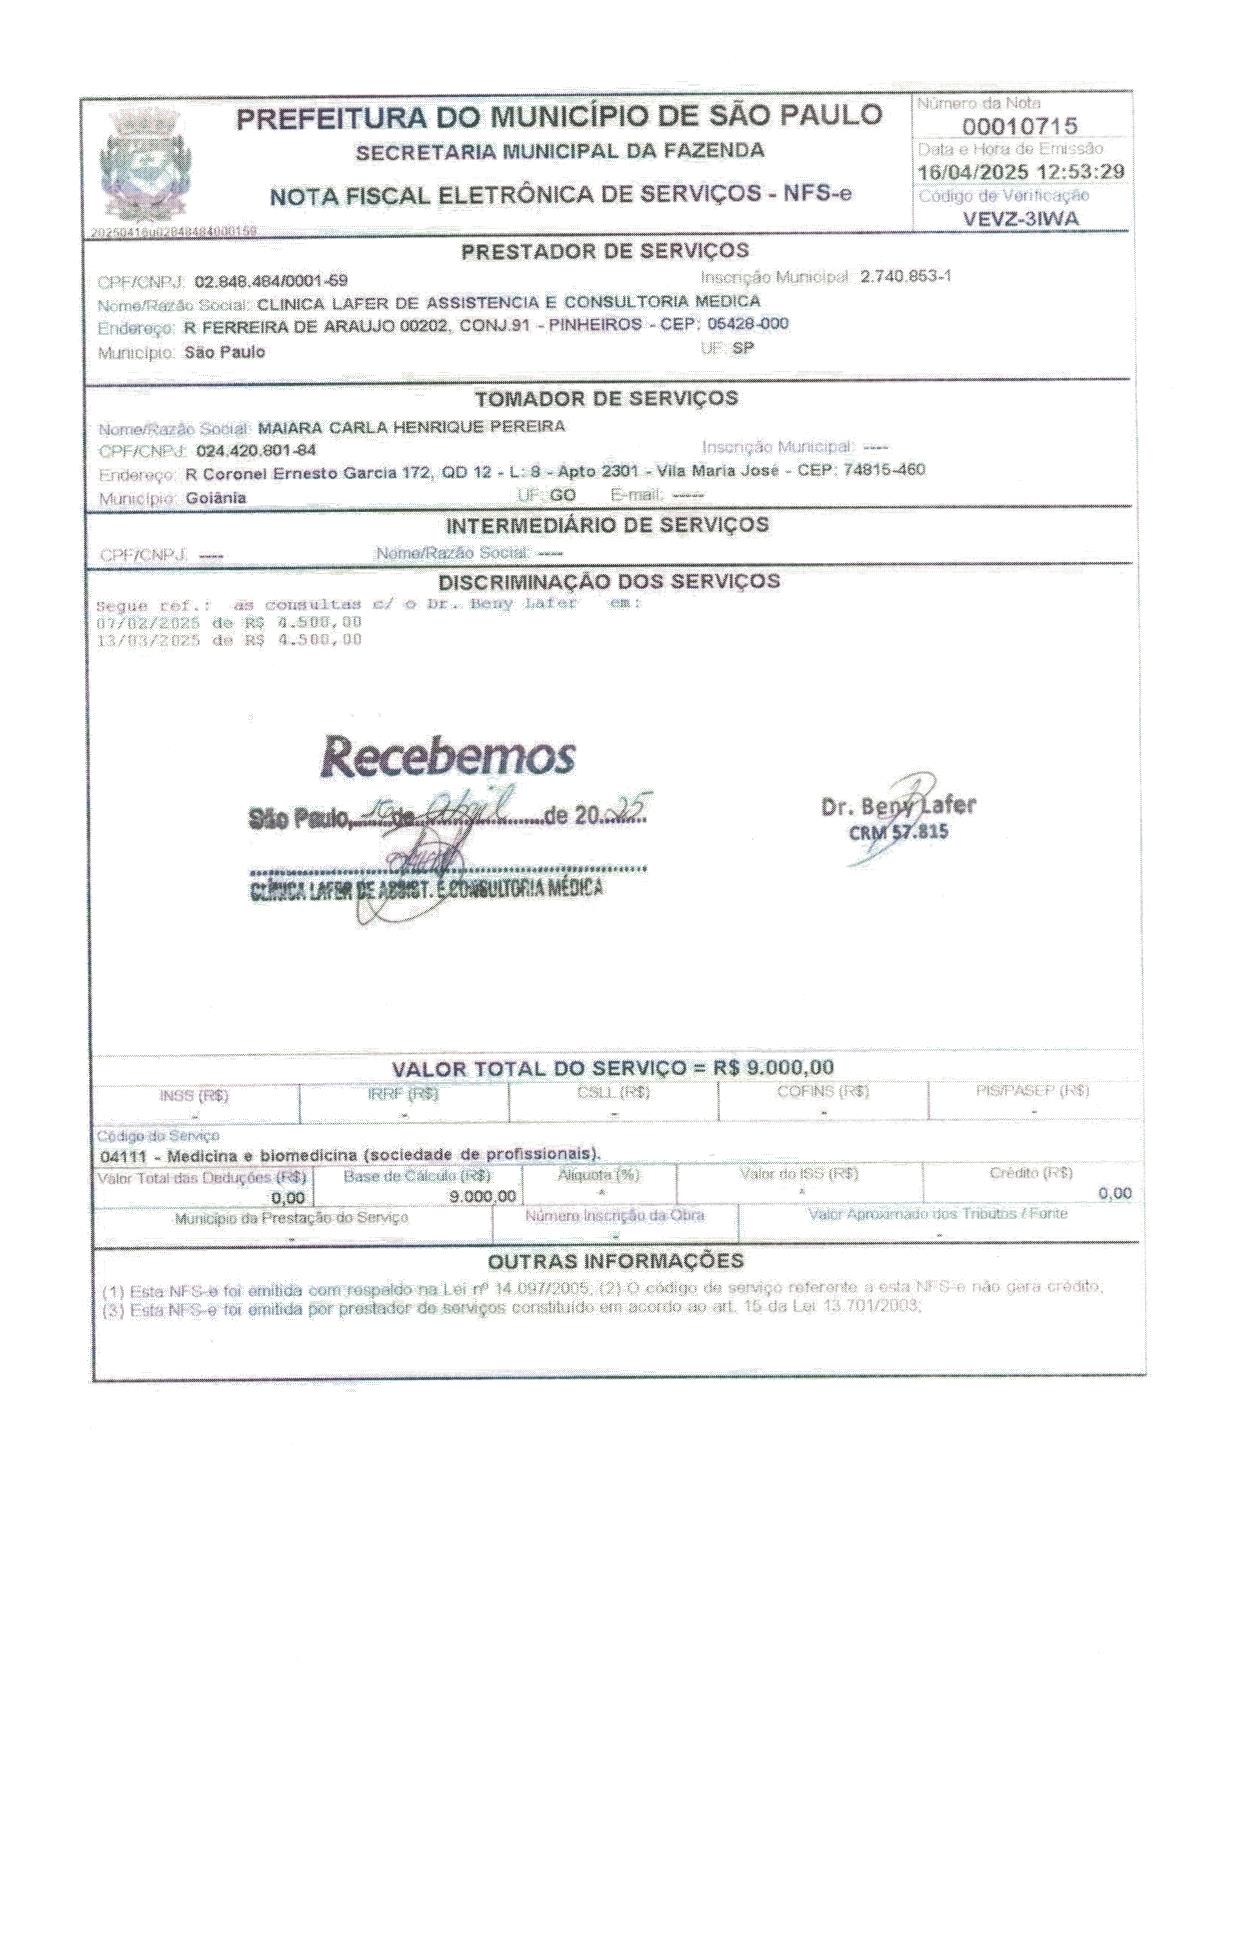 PREFEITURA DO MUNICÍPIO DE SÃO PAULO
SECRETARIA MUNICIPAL DA FAZENDA
NOTA FISCAL ELETRÔNICA DE SERVIÇOS - NFS-e
20250416u02848484000159
Número da Nota
00010715
Data e Hora de Emissão
16/04/2025 12:53:29
Código de Verificação
VEVZ-3IWA
PRESTADOR DE SERVIÇOS
CPF/CNPJ: 02.848.484/0001-59 Inscrição Municipal: 2.740.853-1
Nome/Razão Social: CLINICA LAFER DE ASSISTENCIA E CONSULTORIA MEDICA
Endereço: R FERREIRA DE ARAUJO 00202, CONJ.91 - PINHEIROS - CEP: 05428-000
Município: São Paulo UF: SP
TOMADOR DE SERVIÇOS
Nome/Razão Social: MAIARA CARLA HENRIQUE PEREIRA
CPF/CNPJ: 024.420.801-84 Inscrição Municipal: ----
Endereço: R Coronel Ernesto Garcia 172, QD 12 - L: 8 - Apto 2301 - Vila Maria José - CEP: 74815-460
Município: Goiânia UF: GO E-mail: -----
INTERMEDIÁRIO DE SERVIÇOS
CPF/CNPJ: ---- Nome/Razão Social: ----
DISCRIMINAÇÃO DOS SERVIÇOS
Segue ref.: as consultas c/ o Dr. Beny Lafer em:
07/02/2025 de R$ 4.500,00
13/03/2025 de R$ 4.500,00
Recebemos
São Paulo, 16 de Abril de 20 25
CLÍNICA LAFER DE ASSIST. E CONSULTORIA MÉDICA
Dr. Beny Lafer
CRM 57.815
VALOR TOTAL DO SERVIÇO = R$ 9.000,00
INSS (R$) IRRF (R$) CSLL (R$) COFINS (R$) PIS/PASEP (R$)
- - - - -
Código do Serviço
04111 - Medicina e biomedicina (sociedade de profissionais).
Valor Total das Deduções (R$) Base de Cálculo (R$) Alíquota (%) Valor do ISS (R$) Crédito (R$)
0,00 9.000,00 * * 0,00
Município da Prestação do Serviço Número Inscrição da Obra Valor Aproximado dos Tributos / Fonte
- - -
OUTRAS INFORMAÇÕES
(1) Esta NFS-e foi emitida com respaldo na Lei nº 14.097/2005; (2) O código de serviço referente a esta NFS-e não gera crédito;
(3) Esta NFS-e foi emitida por prestador de serviços constituído em acordo ao art. 15 da Lei 13.701/2003;